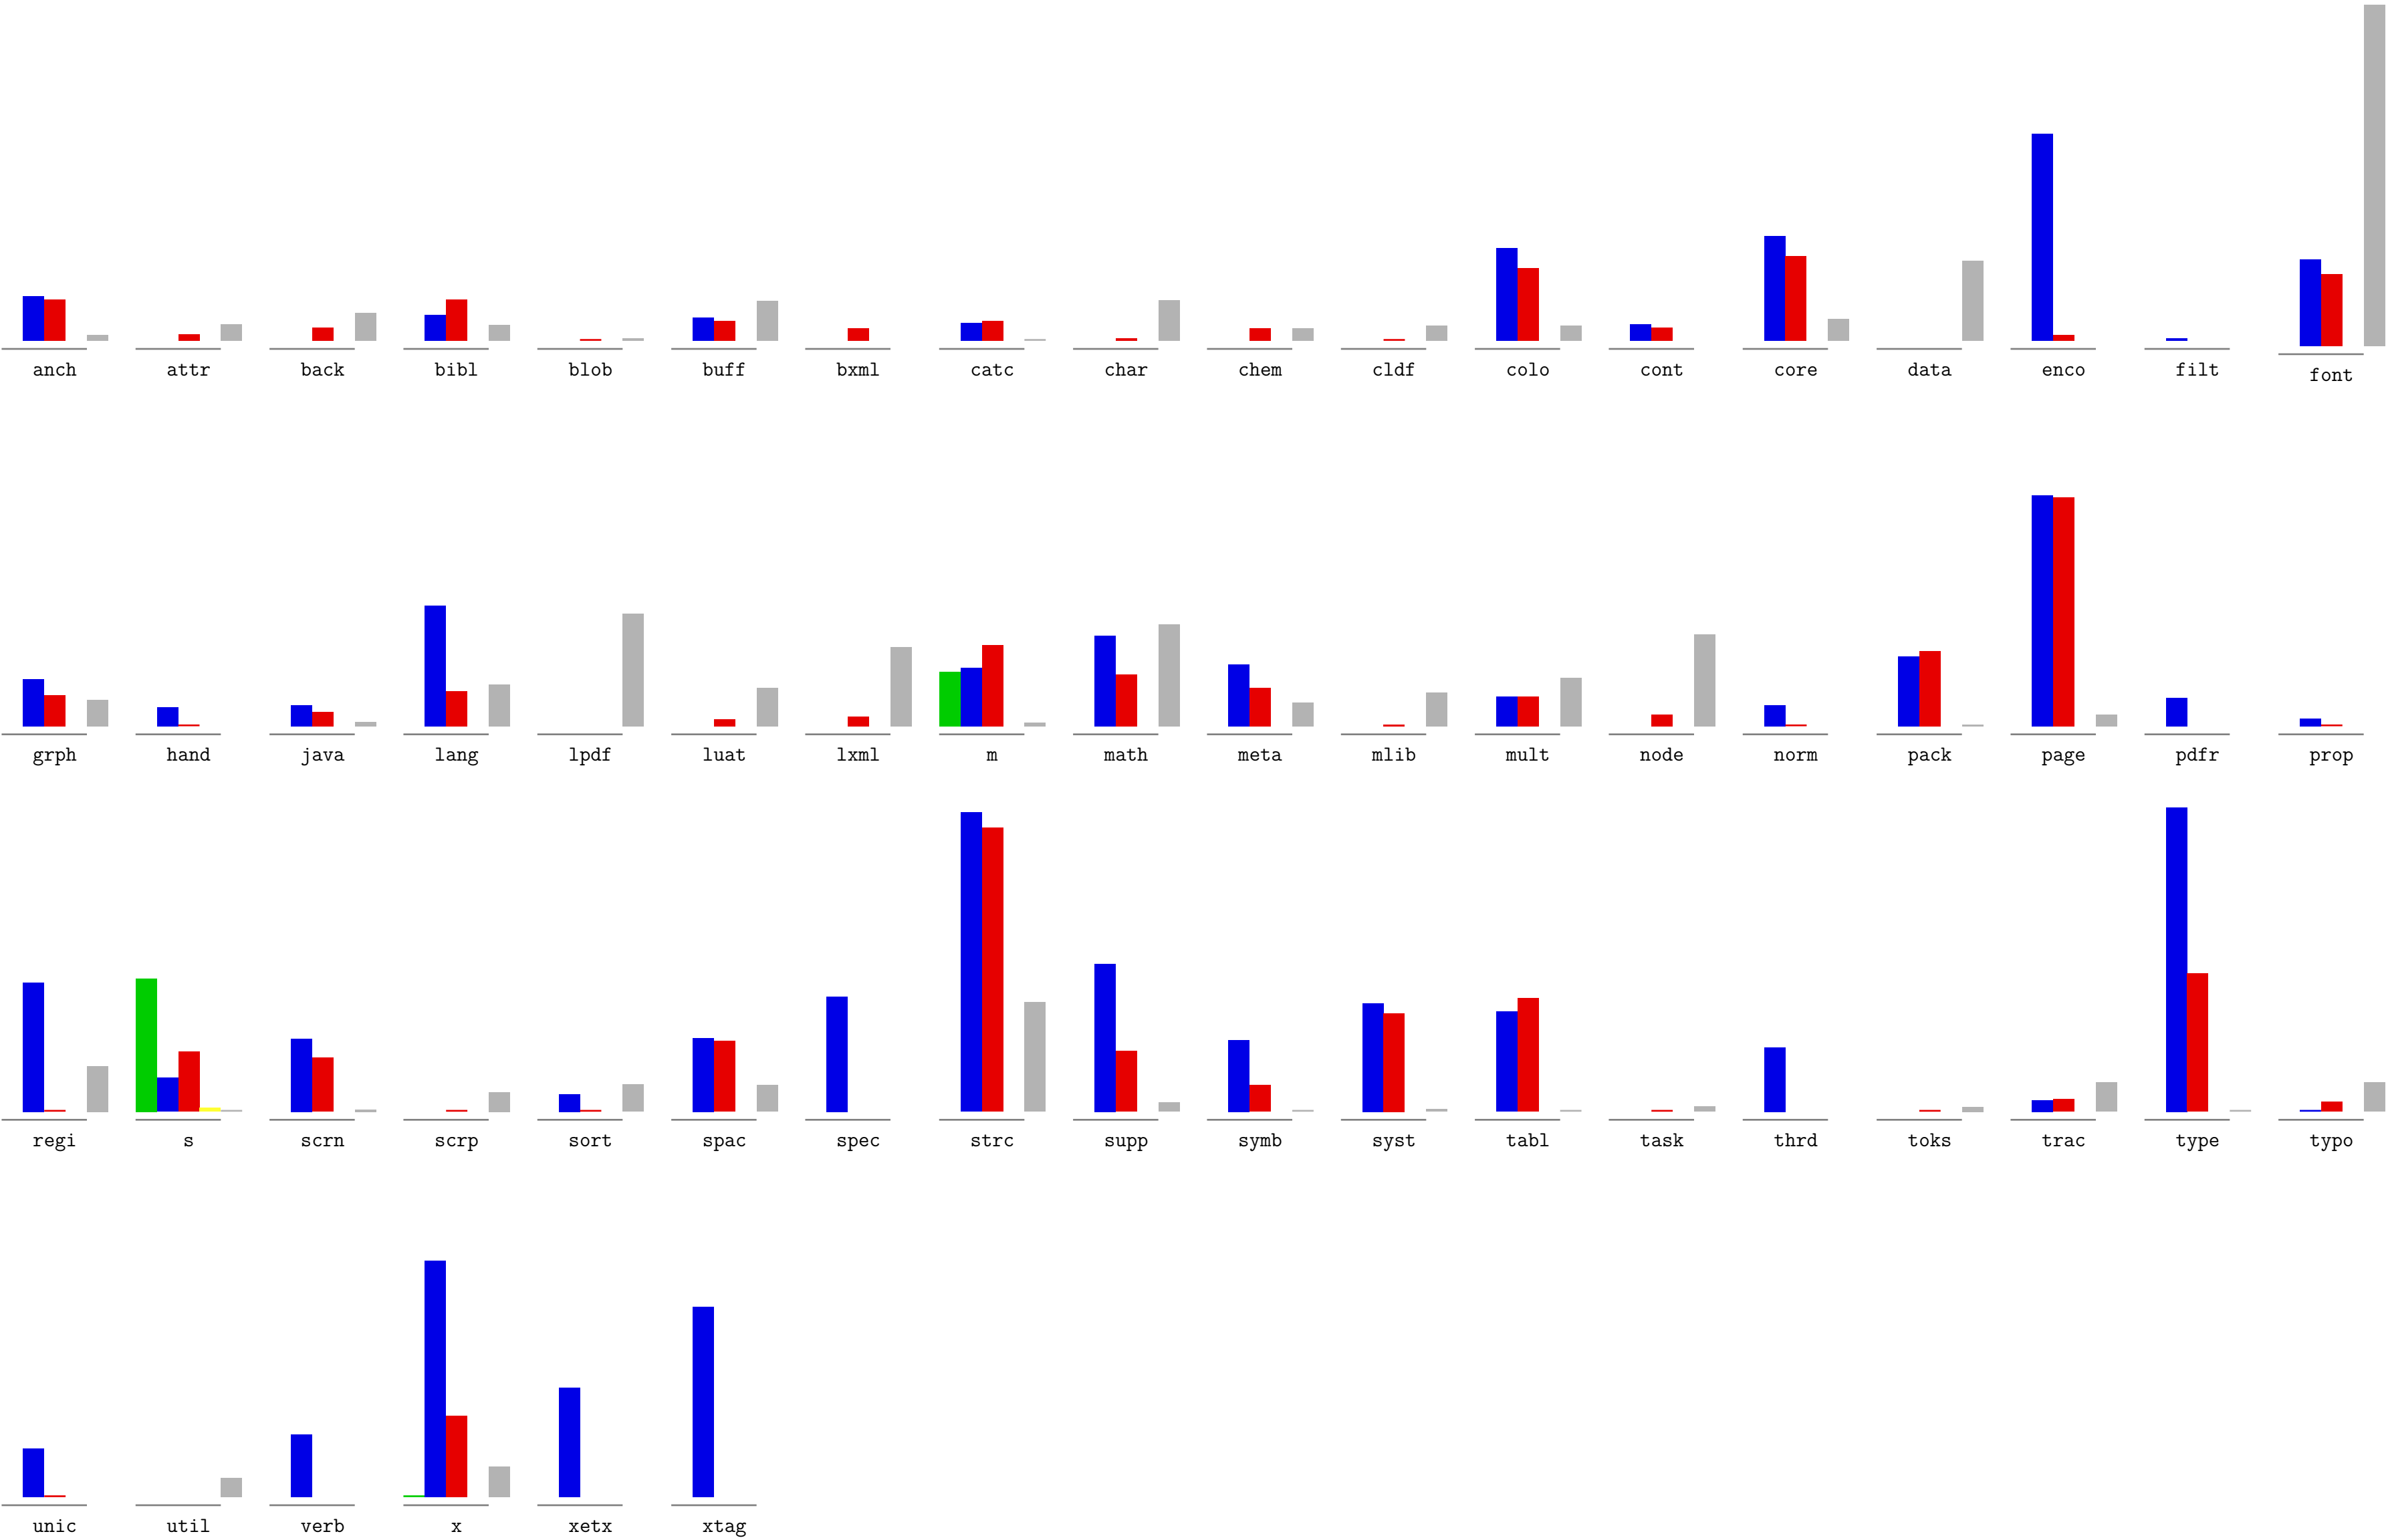 anch attr back bibl blob buff bxml catc char chem cldf colo cont core data enco filt font
grph hand java lang lpdf luat lxml m math meta mlib mult node norm pack page pdfr prop
regi s scrn scrp sort spac spec strc supp symb syst tabl task thrd toks trac type typo
unic util verb x xetx xtag